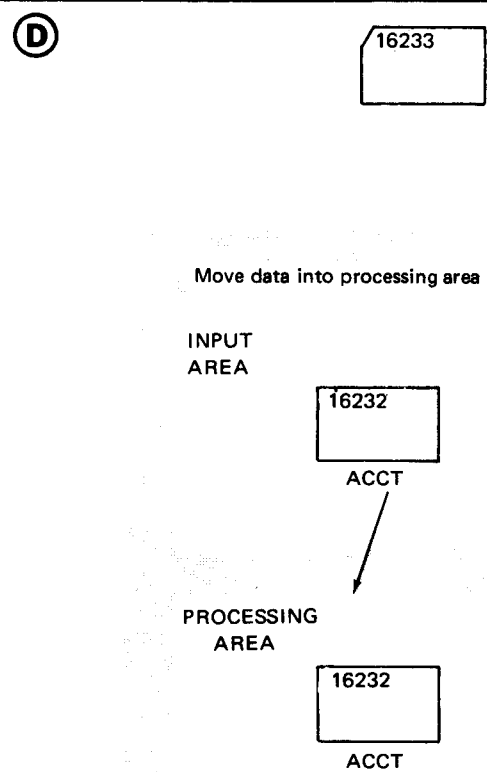 D
16233
Move data into processing area
INPUT
AREA
16232
ACCT
PROCESSING
AREA
16232
ACCT